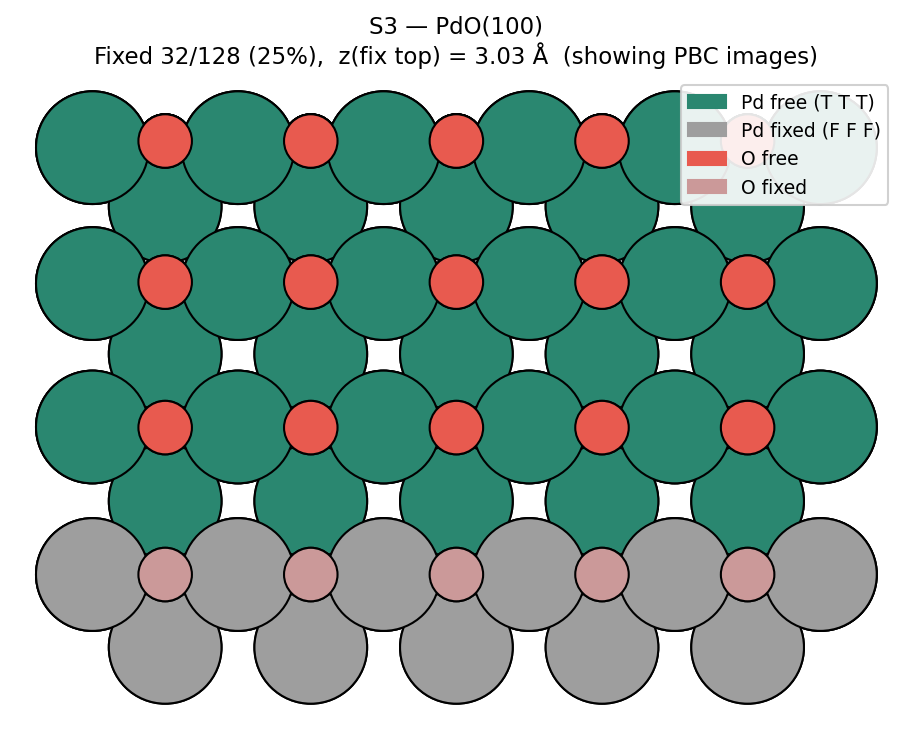 S3 — PdO(100)
Fixed 32/128 (25%),  z(fix top) = 3.03 Å  (showing PBC images)
Pd free (T T T)
Pd fixed (F F F)
O free
O fixed